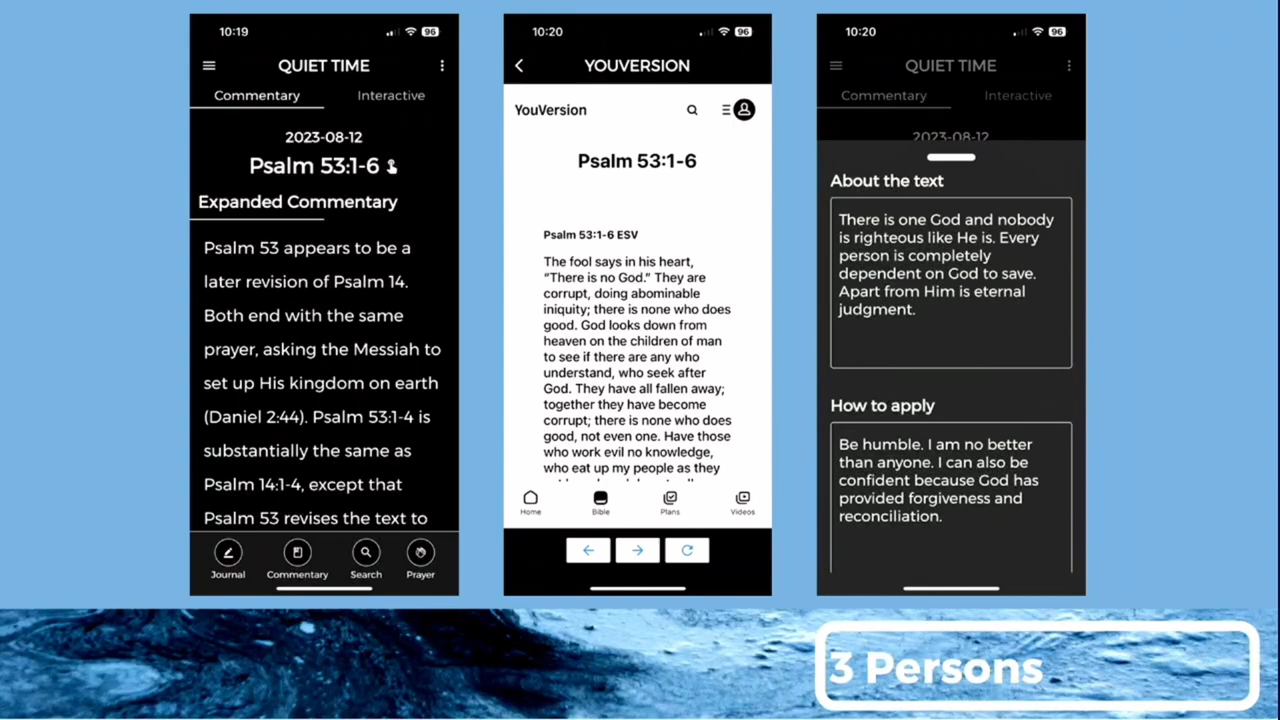 10:19
96
QUIET TIME
Commentary Interactive
2023-08-12
Psalm 53:1-6
Expanded Commentary
Psalm 53 appears to be a
later revision of Psalm 14.
Both end with the same
prayer, asking the Messiah to
set up His kingdom on earth
(Daniel 2:44). Psalm 53:1-4 is
substantially the same as
Psalm 14:1-4, except that
Psalm 53 revises the text to
Journal Commentary Search Prayer
10:20
96
YOUVERSION
YouVersion
Psalm 53:1-6
Psalm 53:1-6 ESV
The fool says in his heart,
"There is no God." They are
corrupt, doing abominable
iniquity; there is none who does
good. God looks down from
heaven on the children of man
to see if there are any who
understand, who seek after
God. They have all fallen away;
together they have become
corrupt; there is none who does
good, not even one. Have those
who work evil no knowledge,
who eat up my people as they
Home Bible Plans Videos
10:20
96
QUIET TIME
Commentary Interactive
2023-08-12
About the text
There is one God and nobody
is righteous like He is. Every
person is completely
dependent on God to save.
Apart from Him is eternal
judgment.
How to apply
Be humble. I am no better
than anyone. I can also be
confident because God has
provided forgiveness and
reconciliation.
3 Persons